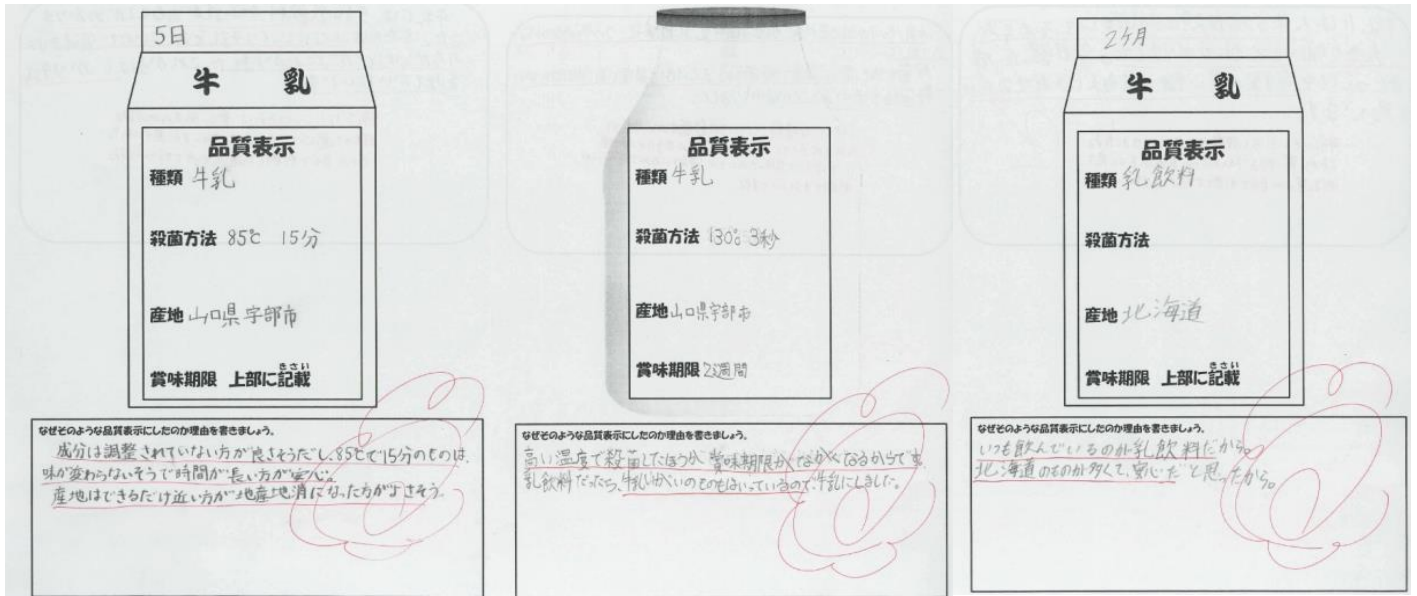 5日
牛 乳
品質表示
種類 牛乳
殺菌方法 85℃ 15分
産地 山口県宇部市
きさい
賞味期限 上部に記載
なぜそのような品質表示にしたのか理由を書きましょう。
成分は調整されていない方が良さそうだし、85℃で15分のものは、
味が変わらないそうで時間が長い方が安心。
産地はできるだけ近い方が地産地消になった方がよさそう。
品質表示
種類 牛乳
殺菌方法 130℃ 3秒
産地 山口県宇部市
賞味期限 2週間
なぜそのような品質表示にしたのか理由を書きましょう。
高い温度で殺菌したほうが、賞味期限がながくなるからです。
乳飲料だったら、牛乳いがいのものもはいっているので牛乳にしました。
2ヶ月
牛 乳
品質表示
種類 乳飲料
殺菌方法
産地 北海道
きさい
賞味期限 上部に記載
なぜそのような品質表示にしたのか理由を書きましょう。
いつも飲んでいるのが乳飲料だから。
北海道のものが多くて、安心だと思ったから。